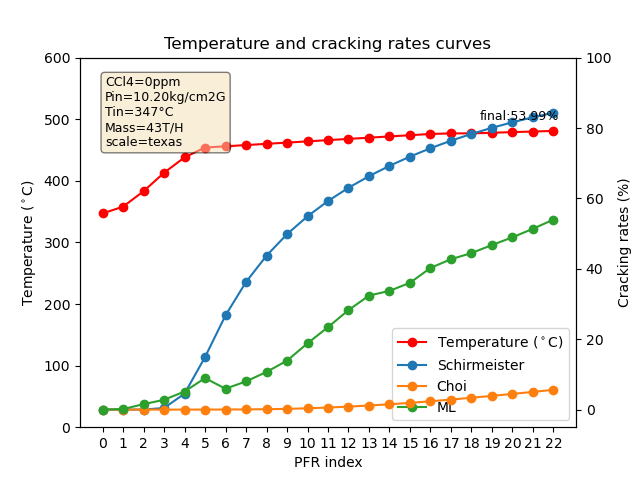 Temperature and cracking rates curves
CCl4=0ppm
Pin=10.20kg/cm2G
Tin=347°C
Mass=43T/H
scale=texas
final:53.99%
600
500
400
300
200
100
0
Temperature (°C)
100
80
60
40
20
0
Cracking rates (%)
Temperature (°C)
Schirmeister
Choi
ML
0 1 2 3 4 5 6 7 8 9 10 11 12 13 14 15 16 17 18 19 20 21 22
PFR index